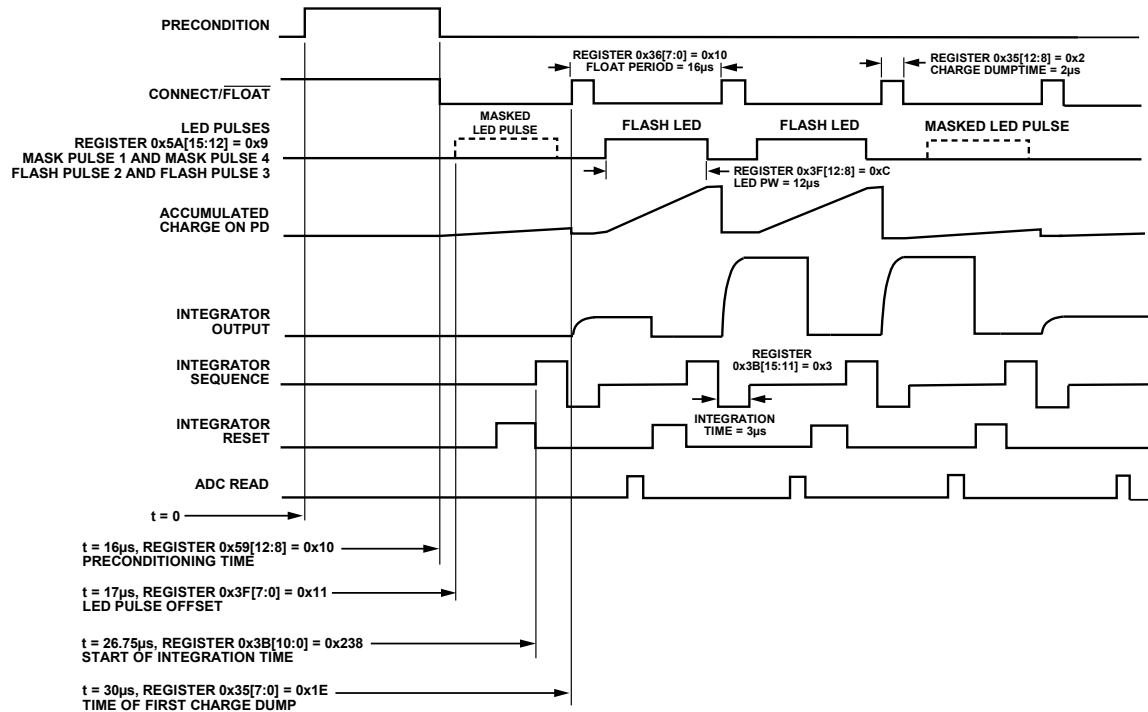 PRECONDITION
REGISTER 0x36[7:0] = 0x10
FLOAT PERIOD = 16µs
REGISTER 0x35[12:8] = 0x2
CHARGE DUMPTIME = 2µs
CONNECT/FLOAT
LED PULSES
REGISTER 0x5A[15:12] = 0x9
MASK PULSE 1 AND MASK PULSE 4
FLASH PULSE 2 AND FLASH PULSE 3
MASKED
LED PULSE
FLASH LED
FLASH LED
MASKED LED PULSE
REGISTER 0x3F[12:8] = 0xC
LED PW = 12µs
ACCUMULATED
CHARGE ON PD
INTEGRATOR
OUTPUT
INTEGRATOR
SEQUENCE
REGISTER
0x3B[15:11] = 0x3
INTEGRATION
TIME = 3µs
INTEGRATOR
RESET
ADC READ
t = 0
t = 16µs, REGISTER 0x59[12:8] = 0x10
PRECONDITIONING TIME
t = 17µs, REGISTER 0x3F[7:0] = 0x11
LED PULSE OFFSET
t = 26.75µs, REGISTER 0x3B[10:0] = 0x238
START OF INTEGRATION TIME
t = 30µs, REGISTER 0x35[7:0] = 0x1E
TIME OF FIRST CHARGE DUMP